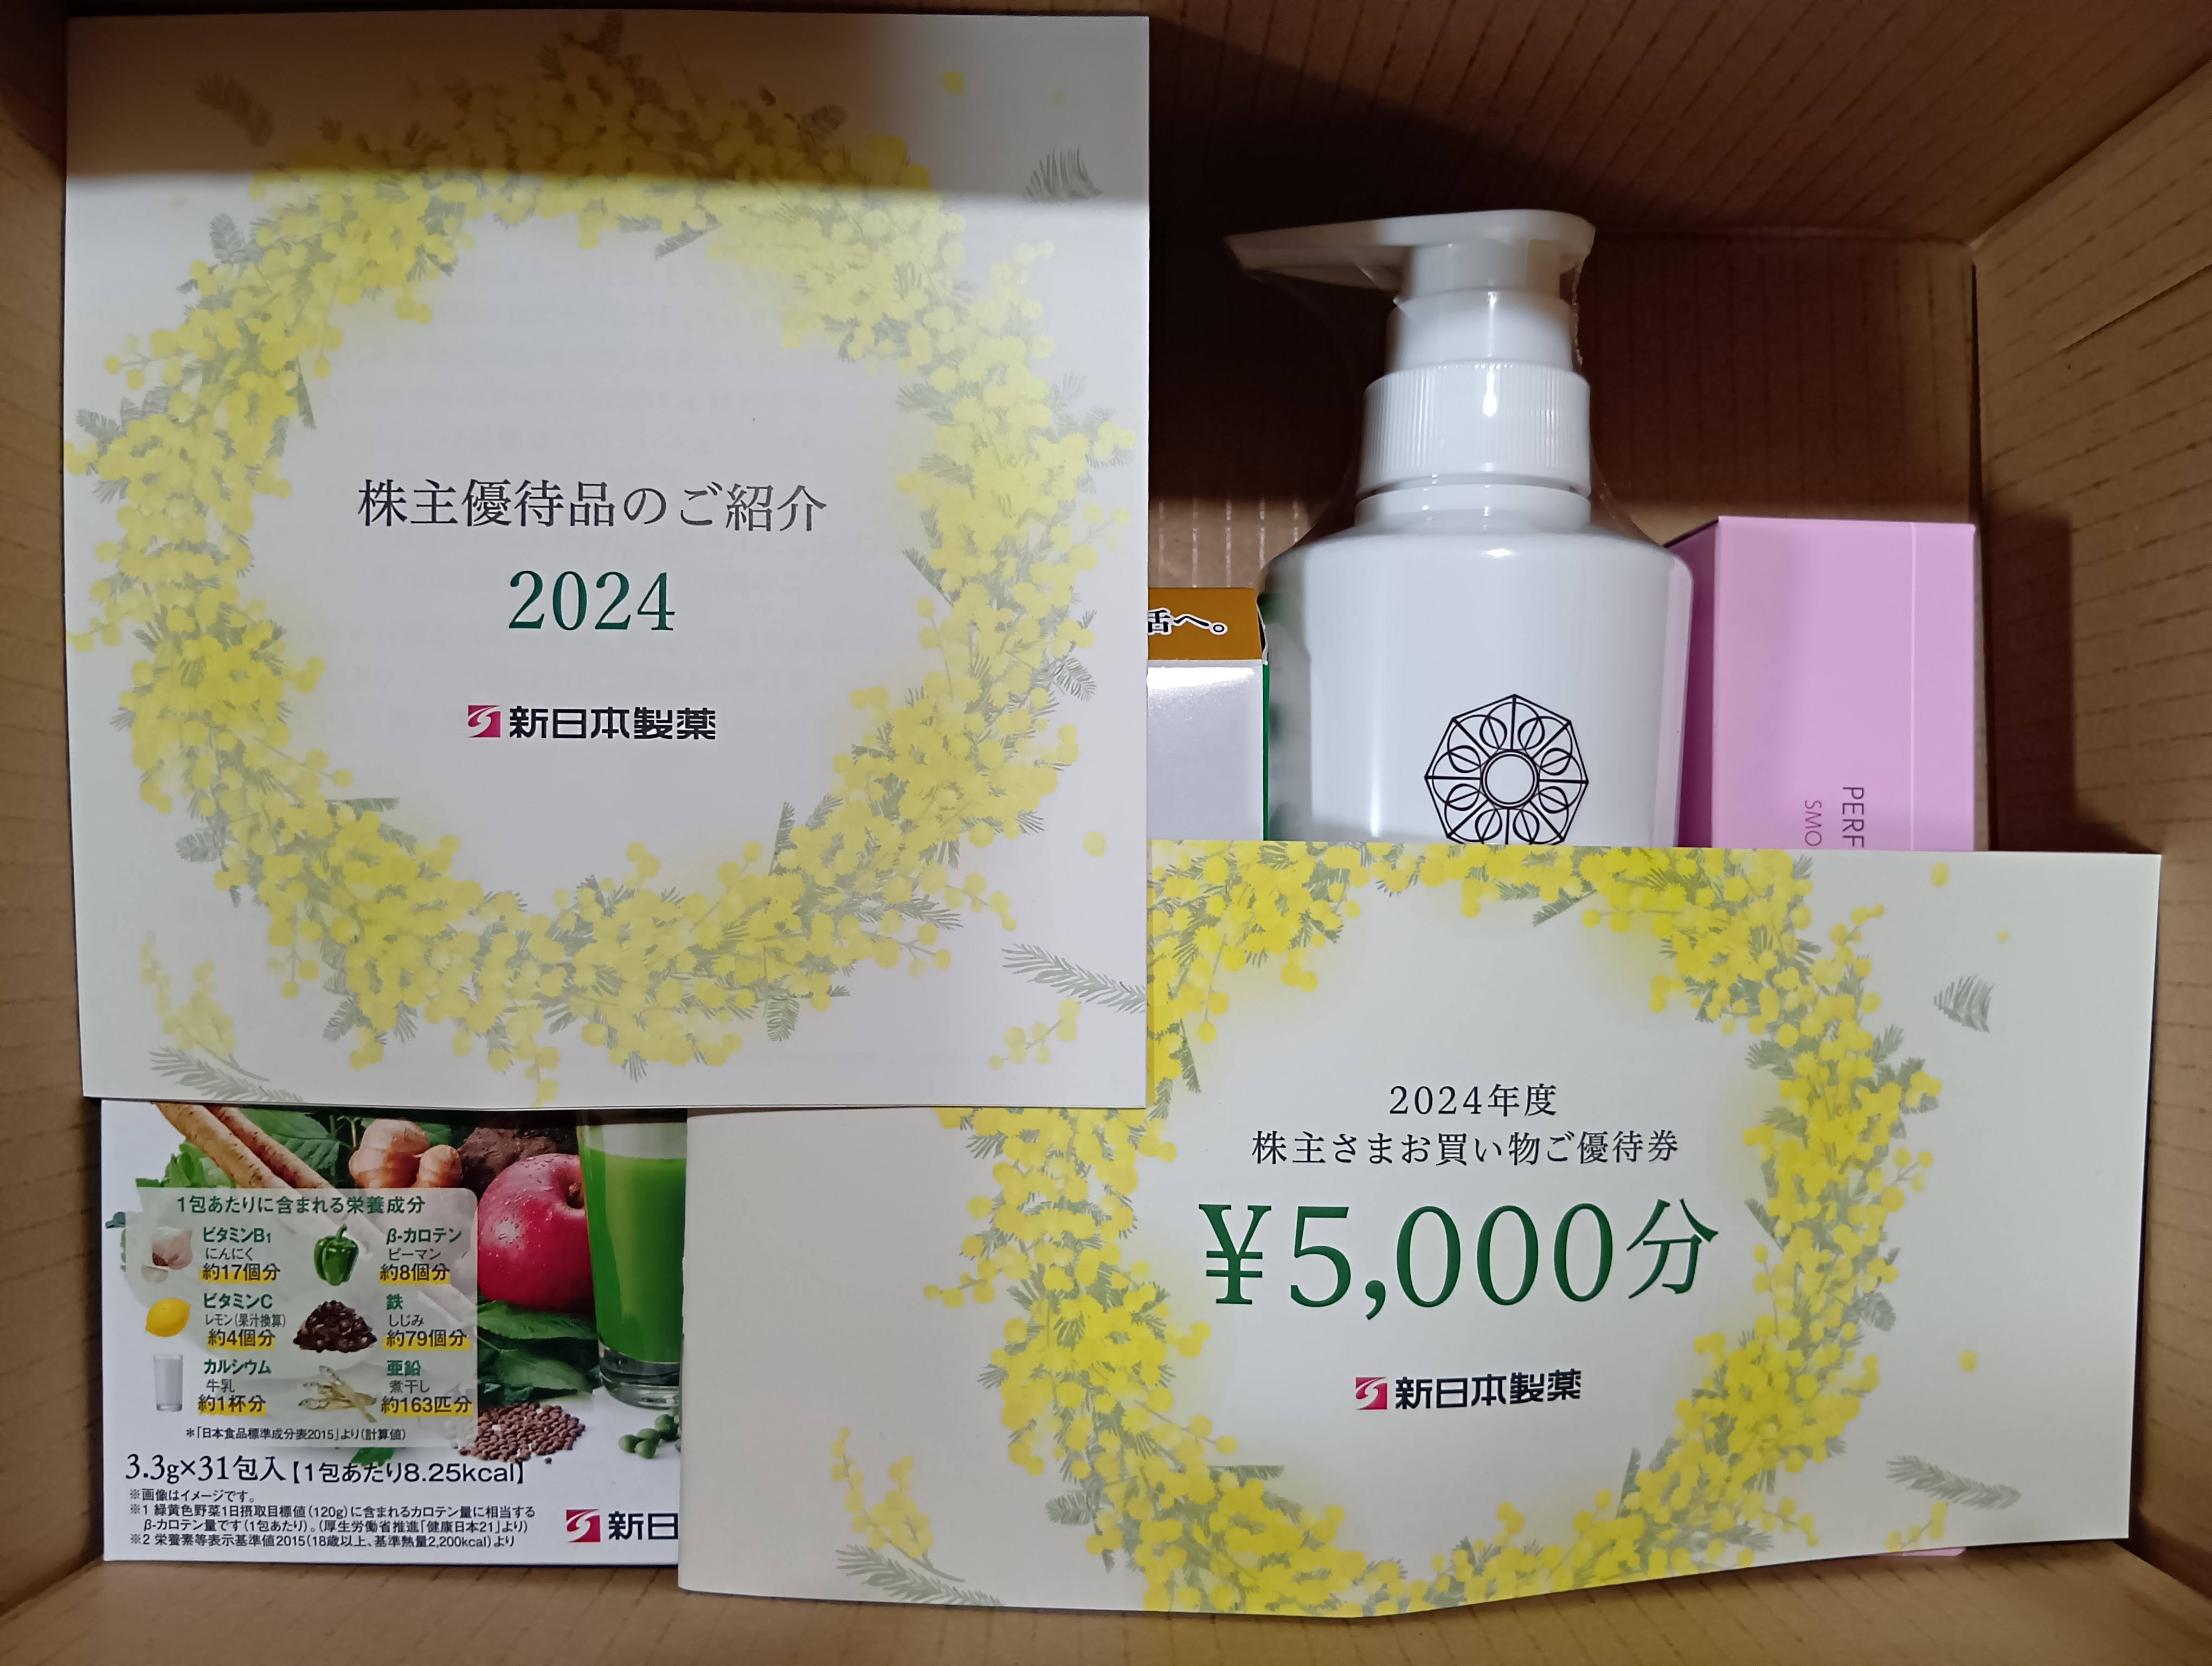 株主優待品のご紹介
2024
新日本製薬
活へ。
PERF
SMO
2024年度
株主さまお買い物ご優待券
¥5,000分
新日本製薬
1包あたりに含まれる栄養成分
ビタミンB1
にんにく
約17個分
β-カロテン
ピーマン
約8個分
ビタミンC
レモン(果汁換算)
約4個分
鉄
しじみ
約79個分
カルシウム
牛乳
約1杯分
亜鉛
煮干し
約163匹分
*「日本食品標準成分表2015」より(計算値)
3.3g×31包入【1包あたり8.25kcal】
※画像はイメージです。
※1 緑黄色野菜1日摂取目標値(120g)に含まれるカロテン量に相当する
β-カロテン量です(1包あたり)。(厚生労働省推進「健康日本21」より)
※2 栄養素等表示基準値2015(18歳以上、基準熱量2,200kcal)より
新日